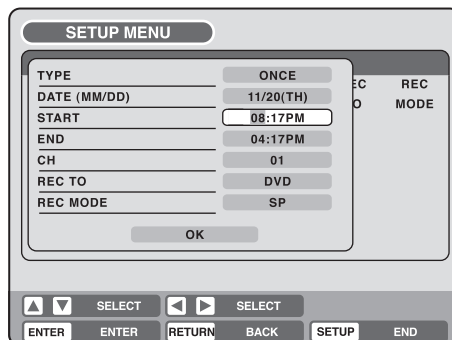 SETUP MENU
EC REC
O MODE
TYPE ONCE
DATE (MM/DD) 11/20(TH)
START 08:17PM
END 04:17PM
CH 01
REC TO DVD
REC MODE SP
OK
SELECT SELECT
ENTER ENTER RETURN BACK SETUP END